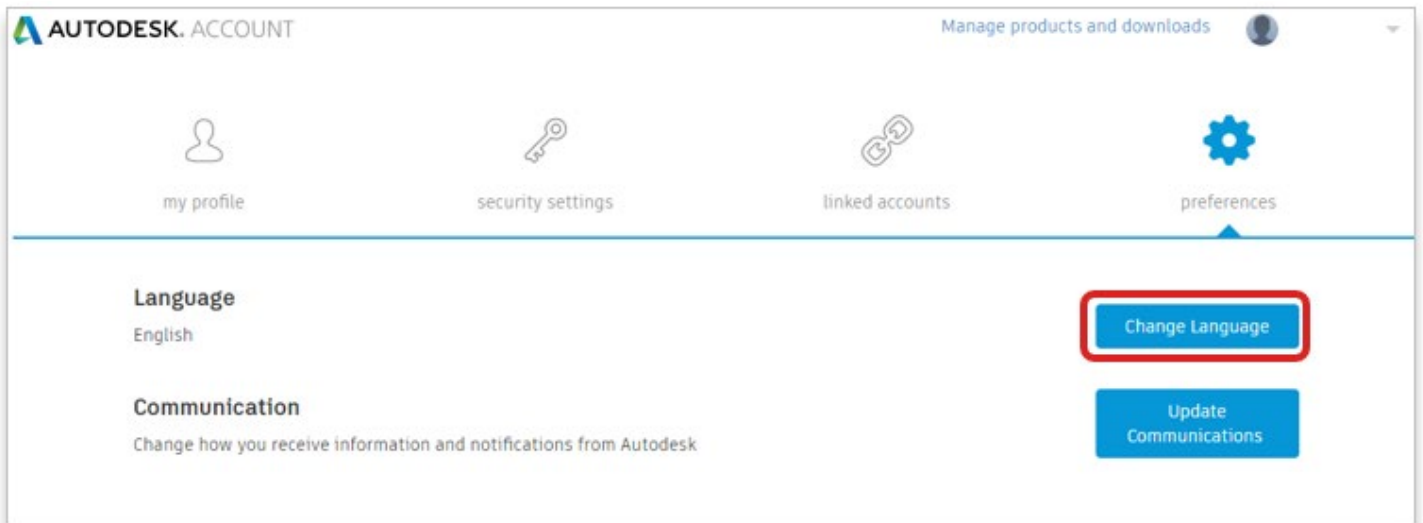 AUTODESK. ACCOUNT
Manage products and downloads
my profile
security settings
linked accounts
preferences
Language
English
Change Language
Communication
Change how you receive information and notifications from Autodesk
Update
Communications